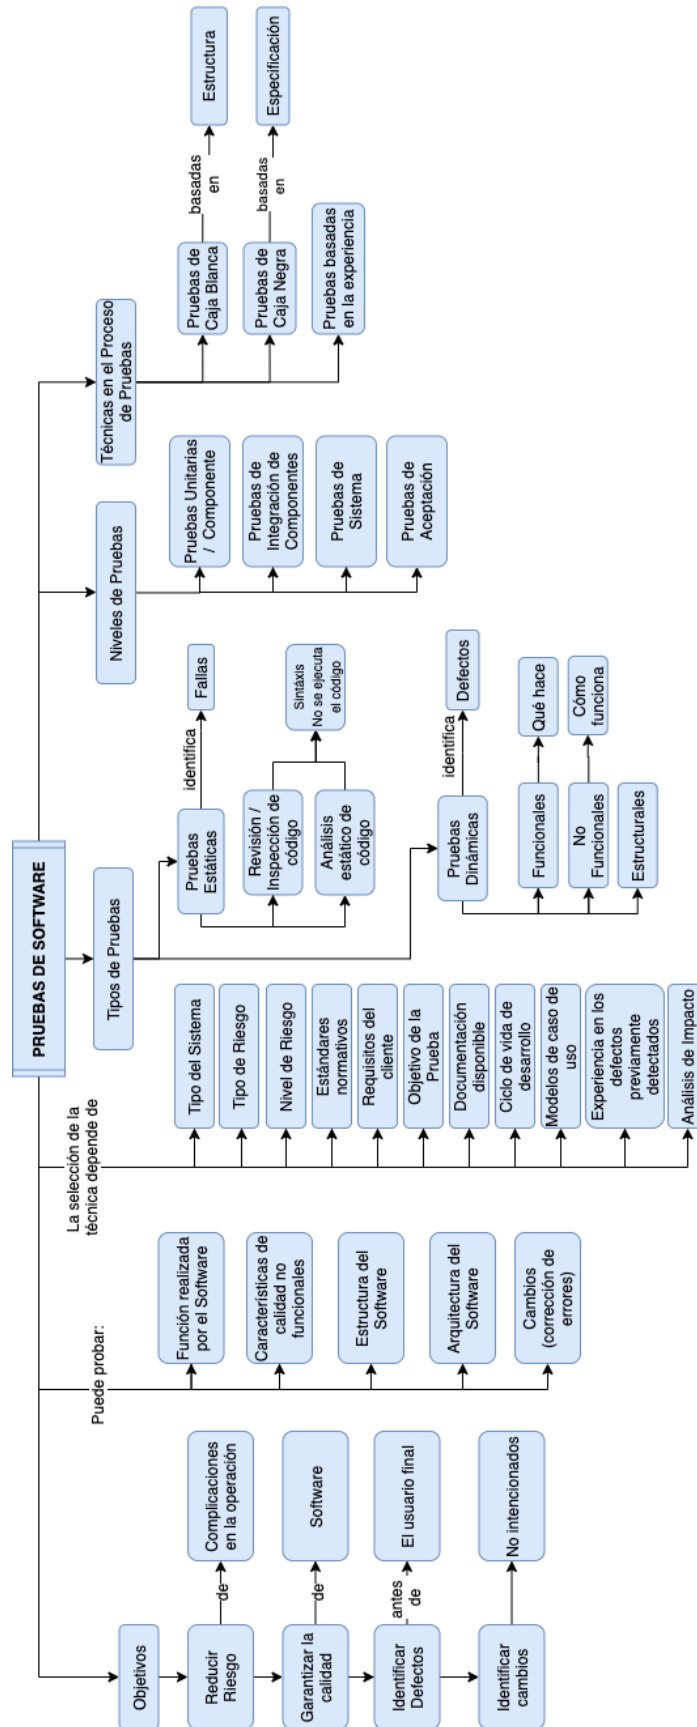 PRUEBAS DE SOFTWARE
Objetivos
Reducir
Riesgo
de
Complicaciones
en la operación
Garantizar la
calidad
de
Software
Identificar
Defectos
antes
de
El usuario final
Identificar
cambios
No intencionados
Puede probar:
Función realizada
por el Software
Características de
calidad no
funcionales
Estructura del
Software
Arquitectura del
Software
Cambios
(corrección de
errores)
La selección de la
técnica depende de
Tipo del Sistema
Tipo de Riesgo
Nivel de Riesgo
Estándares
normativos
Requisitos del
cliente
Objetivo de la
Prueba
Documentación
disponible
Ciclo de vida de
desarrollo
Modelos de caso de
uso
Experiencia en los
defectos
previamente
detectados
Análisis de Impacto
Tipos de Pruebas
Pruebas
Estáticas
identifica
Fallas
Revisión /
Inspección de
código
Análisis
estático de
código
Sintáxis
No se ejecuta
el código
Pruebas
Dinámicas
identifica
Defectos
Funcionales
Qué hace
No
Funcionales
Cómo
funciona
Estructurales
Niveles de Pruebas
Pruebas Unitarias
/ Componente
Pruebas de
Integración de
Componentes
Pruebas de
Sistema
Pruebas de
Aceptación
Técnicas en el Proceso
de Pruebas
Pruebas de
Caja Blanca
basadas
en
Estructura
Pruebas de
Caja Negra
basadas
en
Especificación
Pruebas basadas
en la experiencia